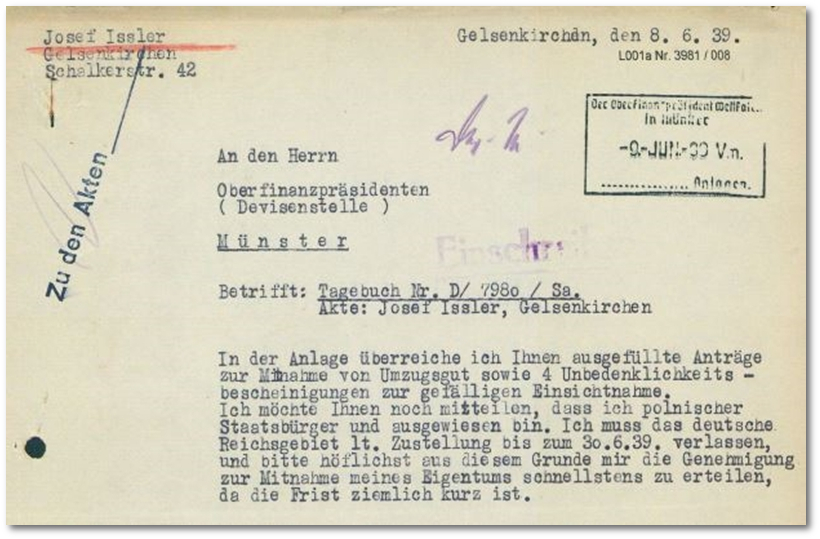 Josef Issler
Gelsenkirchen
Schalkerstr. 42
Gelsenkirchen, den 8. 6. 39.
L001a Nr. 3981 / 008
Der Oberfinanzpräsident Westfalen
in Münster
-9.JUN.39 V.m.
Anlagen.
Zu den Akten
An den Herrn
Oberfinanzpräsidenten
( Devisenstelle )
M ü n s t e r
Einschreiben
Betrifft: Tagebuch Nr. D/ 798o / Sa.
Akte: Josef Issler, Gelsenkirchen
In der Anlage überreiche ich Ihnen ausgefüllte Anträge
zur Mitnahme von Umzugsgut sowie 4 Unbedenklichkeits -
bescheinigungen zur gefälligen Einsichtnahme.
Ich möchte Ihnen noch mitteilen, dass ich polnischer
Staatsbürger und ausgewiesen bin. Ich muss das deutsche
Reichsgebiet lt. Zustellung bis zum 3o.6.39. verlassen,
und bitte höflichst aus diesem Grunde mir die Genehmigung
zur Mitnahme meines Eigentums schnellstens zu erteilen,
da die Frist ziemlich kurz ist.